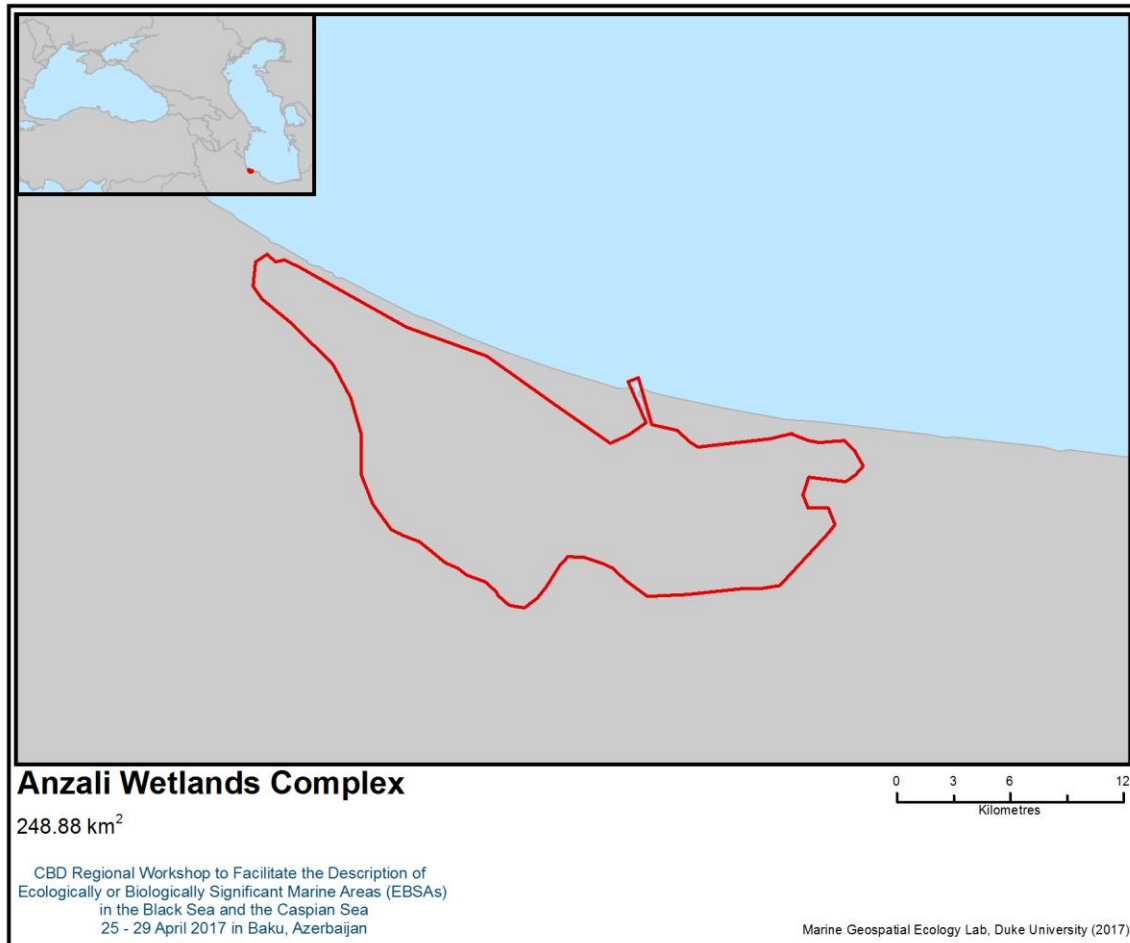 Anzali Wetlands Complex
248.88 km²
0 3 6 12
Kilometres
CBD Regional Workshop to Facilitate the Description of
Ecologically or Biologically Significant Marine Areas (EBSAs)
in the Black Sea and the Caspian Sea
25 - 29 April 2017 in Baku, Azerbaijan
Marine Geospatial Ecology Lab, Duke University (2017)